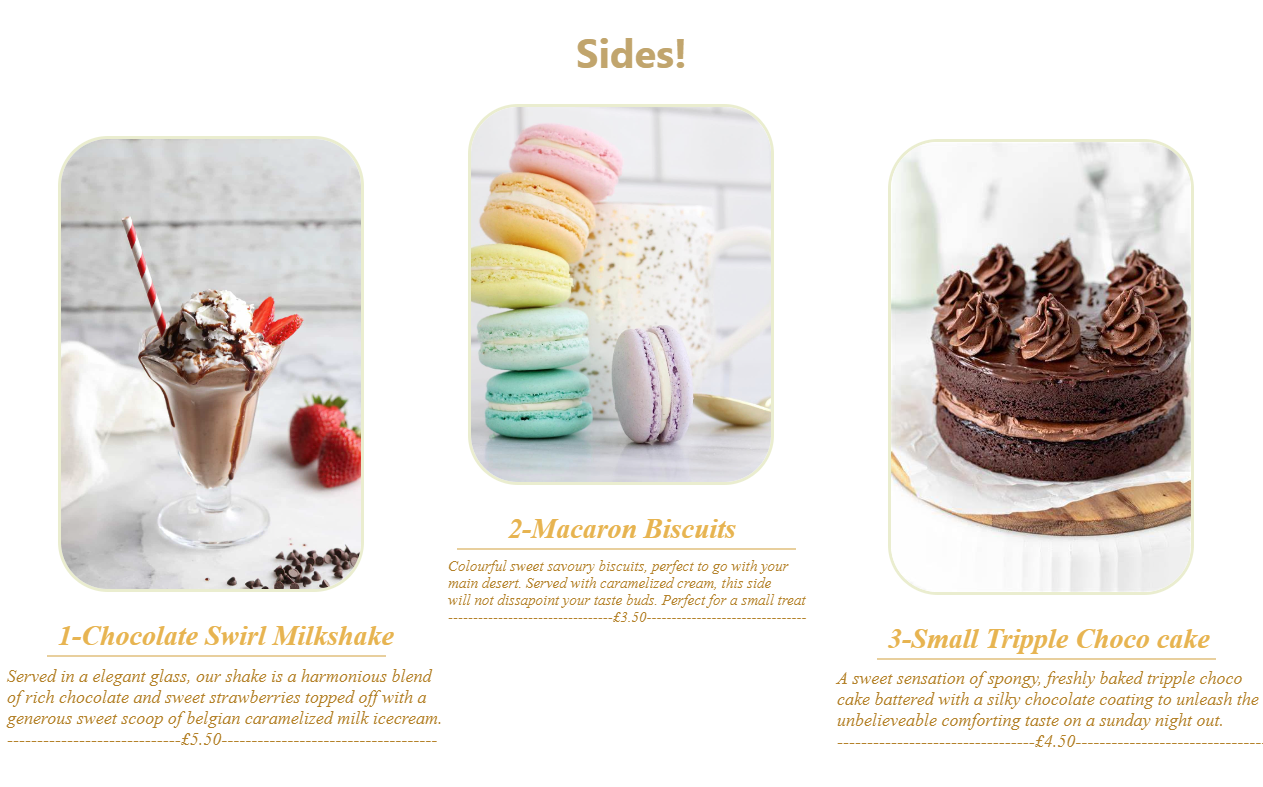 Sides!
1-Chocolate Swirl Milkshake
Served in a elegant glass, our shake is a harmonious blend
of rich chocolate and sweet strawberries topped off with a
generous sweet scoop of belgian caramelized milk icecream.
-----------------------------£5.50------------------------------------
2-Macaron Biscuits
Colourful sweet savoury biscuits, perfect to go with your
main desert. Served with caramelized cream, this side
will not dissapoint your taste buds. Perfect for a small treat
---------------------------------£3.50--------------------------------
3-Small Tripple Choco cake
A sweet sensation of spongy, freshly baked tripple choco
cake battered with a silky chocolate coating to unleash the
unbelieveable comforting taste on a sunday night out.
---------------------------------£4.50--------------------------------